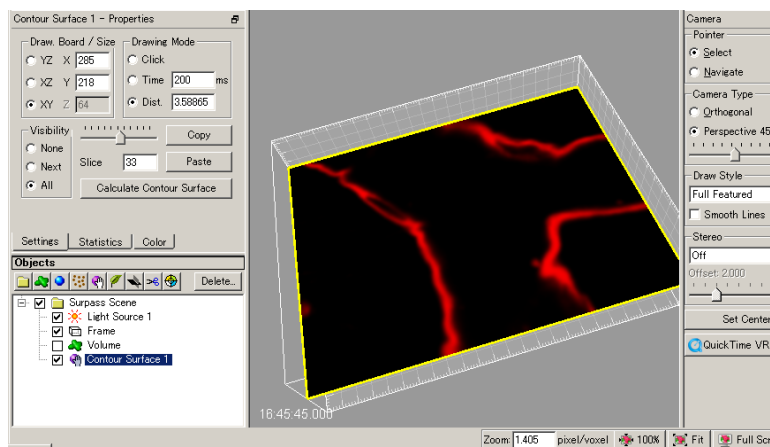 Contour Surface 1 - Properties
Draw. Board / Size
Drawing Mode
YZ X 285
Click
XZ Y 218
Time 200 ms
XY Z 64
Dist. 3.58865
Visibility
None
Next
All
Copy
Slice 33
Paste
Calculate Contour Surface
Settings Statistics Color
Objects
Delete...
Surpass Scene
Light Source 1
Frame
Volume
Contour Surface 1
16:45:45.000
Camera
Pointer
Select
Navigate
Camera Type
Orthogonal
Perspective 45
Draw Style
Full Featured
Smooth Lines
Stereo
Off
Offset: 2.000
Set Center
QuickTime VR
Zoom: 1.405 pixel/voxel 100% Fit Full Sc